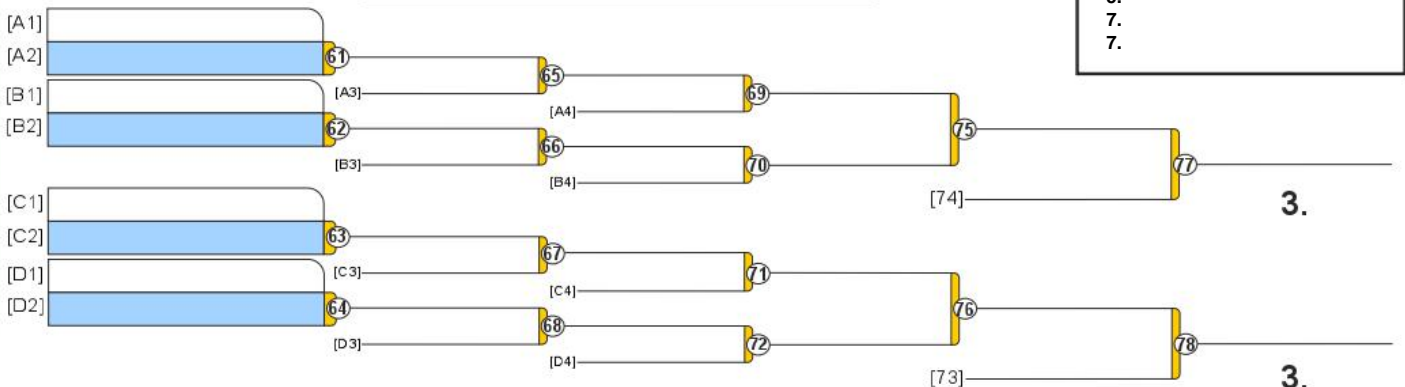 7.
7.
[A1]
[A2]
61
[A3]
65
[A4]
69
[B1]
[B2]
62
[B3]
66
[B4]
70
75
[74]
77
3.
[C1]
[C2]
63
[C3]
67
[C4]
71
[D1]
[D2]
64
[D3]
68
[D4]
72
76
[73]
78
3.